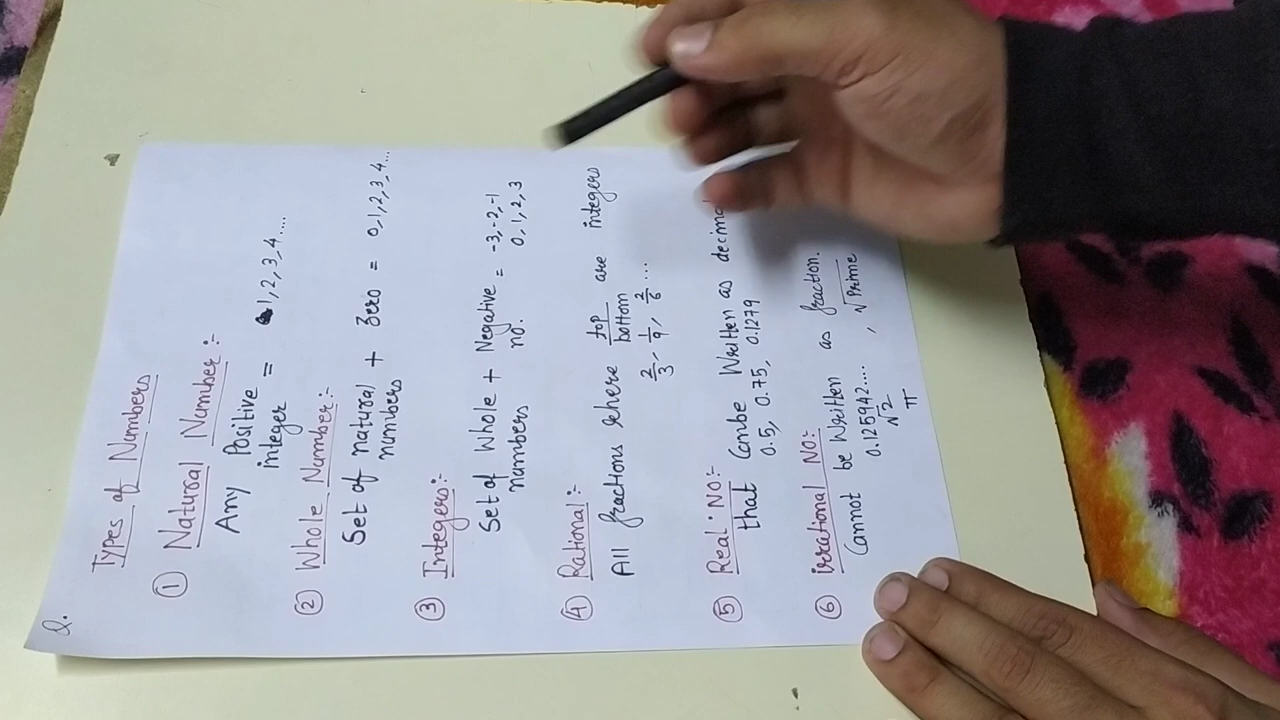 Q.
Types of Numbers
① Natural Number:-
Any Positive integer = 1,2,3,4....
② Whole Number:-
Set of natural numbers + Zero = 0,1,2,3,4...
③ Integers:-
Set of Whole numbers + Negative no. = -3,-2,-1
0,1,2,3
④ Rational:-
All fractions where top/bottom are integers
2/3, 1/9, 2/6 ...
⑤ Real NO:-
that Canbe Written as
0.5, 0.75, 0.1279
⑥ irrational NO:-
Cannot be Written as fraction.
0.125942...., √Prime
√2
π